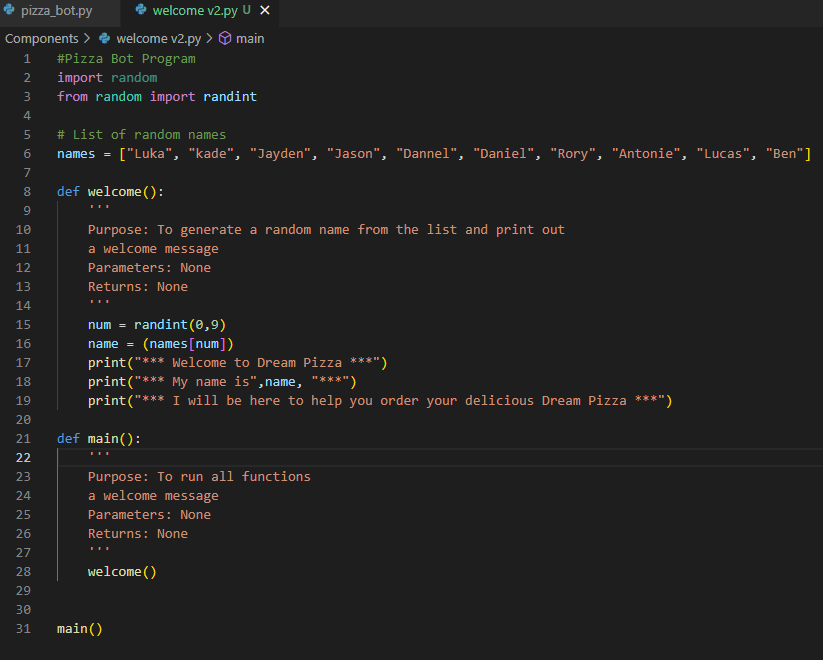 pizza_bot.py welcome v2.py U
Components > welcome v2.py > main
1 #Pizza Bot Program
2 import random
3 from random import randint
4
5 # List of random names
6 names = ["Luka", "kade", "Jayden", "Jason", "Dannel", "Daniel", "Rory", "Antonie", "Lucas", "Ben"]
7
8 def welcome():
9     '''
10     Purpose: To generate a random name from the list and print out
11     a welcome message
12     Parameters: None
13     Returns: None
14     '''
15     num = randint(0,9)
16     name = (names[num])
17     print("*** Welcome to Dream Pizza ***")
18     print("*** My name is",name, "***")
19     print("*** I will be here to help you order your delicious Dream Pizza ***")
20
21 def main():
22     '''
23     Purpose: To run all functions
24     a welcome message
25     Parameters: None
26     Returns: None
27     '''
28     welcome()
29
30
31 main()